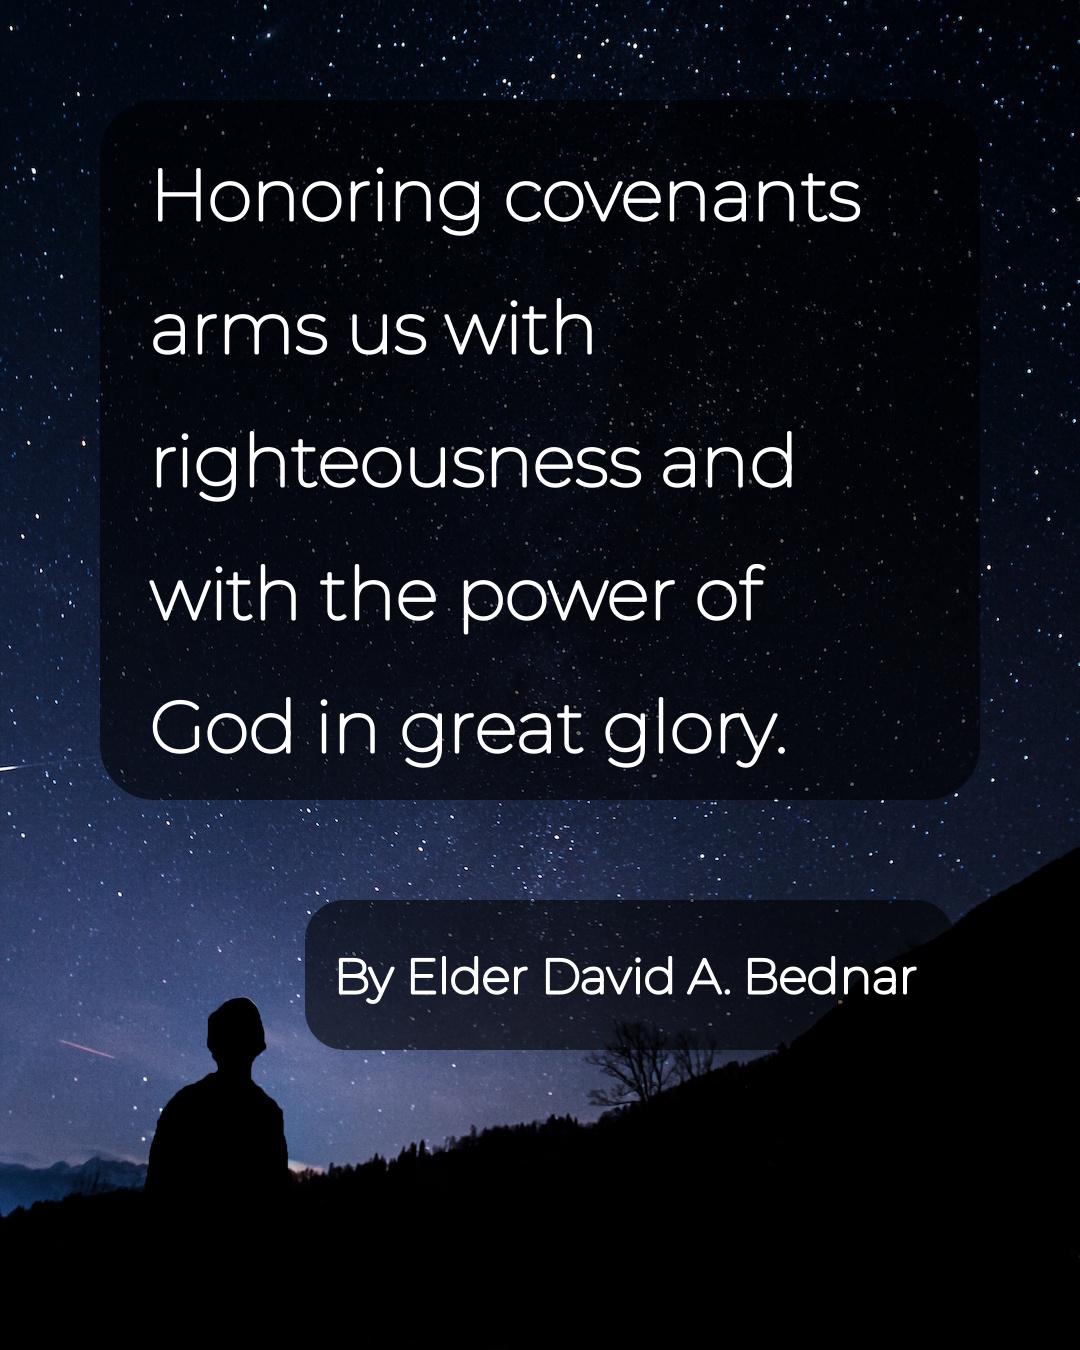 Honoring covenants
arms us with
righteousness and
with the power of
God in great glory.
By Elder David A. Bednar